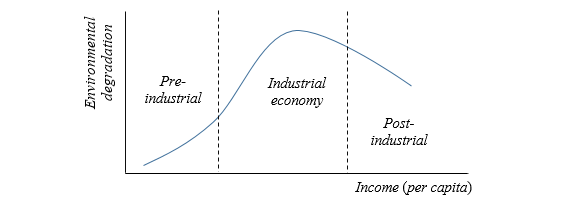 Environmental
degradation
Pre-
industrial
Industrial
economy
Post-
industrial
Income (per capita)